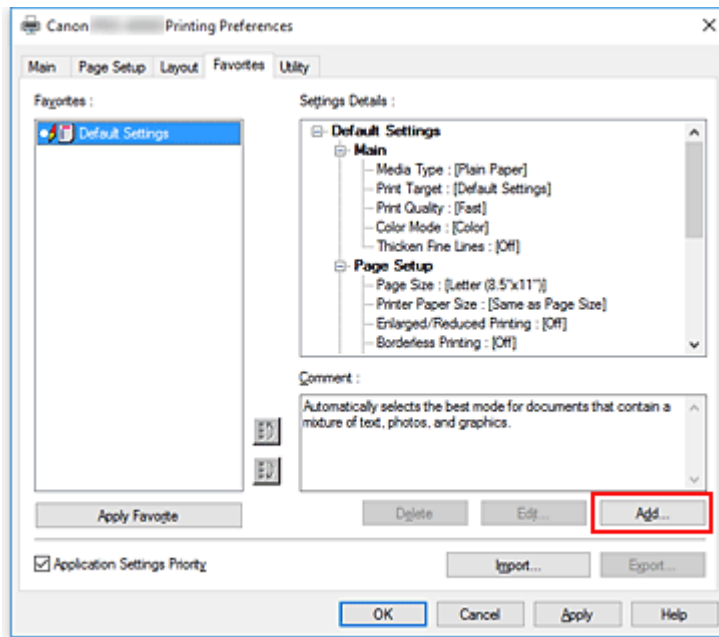 Canon Printing Preferences
Main Page Setup Layout Favorites Utility
Favorites :
Default Settings
Apply Favorite
Settings Details :
Default Settings
Main
Media Type : [Plain Paper]
Print Target : [Default Settings]
Print Quality : [Fast]
Color Mode : [Color]
Thicken Fine Lines : [Off]
Page Setup
Page Size : [Letter (8.5"x11")]
Printer Paper Size : [Same as Page Size]
Enlarged/Reduced Printing : [Off]
Borderless Printing : [Off]
Comment :
Automatically selects the best mode for documents that contain a
mixture of text, photos, and graphics.
Delete Edit... Add...
Application Settings Priority
Import... Export...
OK Cancel Apply Help